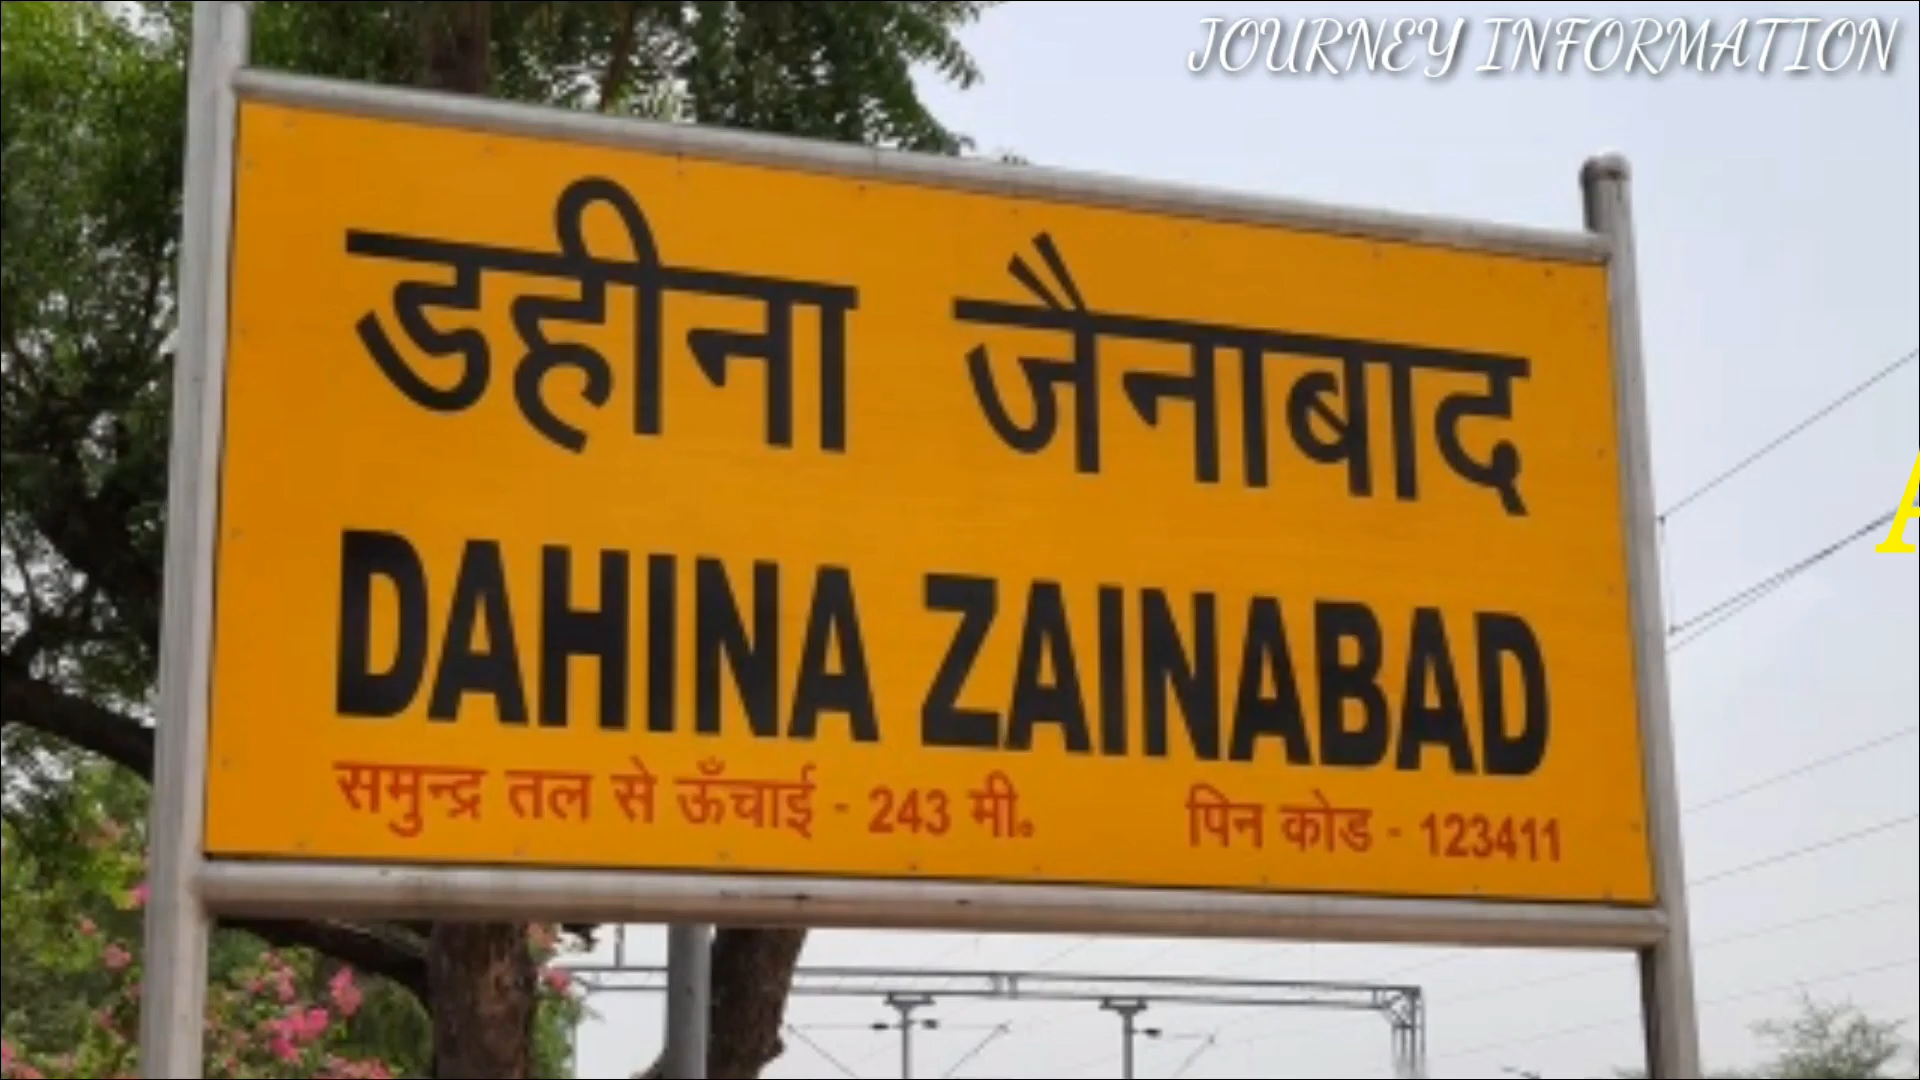 JOURNEY INFORMATION
डहीना जैनाबाद
DAHINA ZAINABAD
समुन्द्र तल से ऊँचाई - 243 मी॰ पिन कोड - 123411